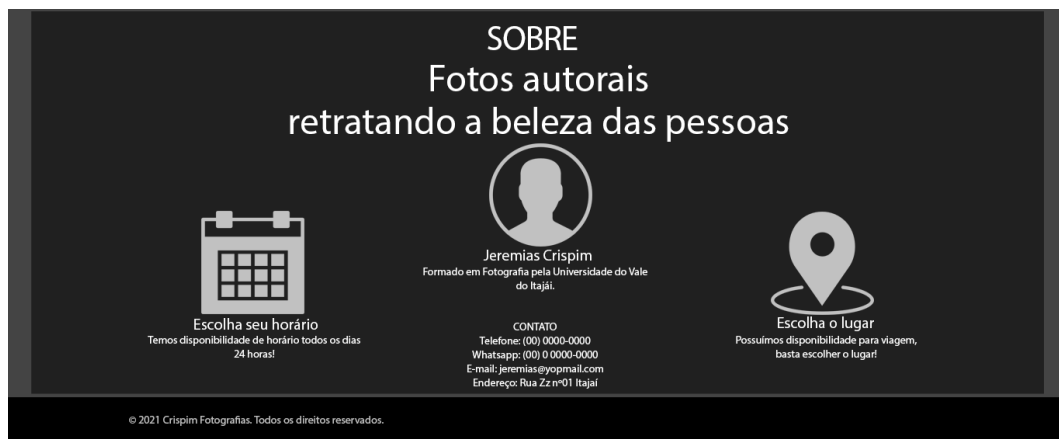 SOBRE
Fotos autorais
retratando a beleza das pessoas
Jeremias Crispim
Formado em Fotografia pela Universidade do Vale
do Itajái.
Escolha seu horário
Temos disponibilidade de horário todos os dias
24 horas!
CONTATO
Telefone: (00) 0000-0000
Whatsapp: (00) 0 0000-0000
E-mail: jeremias@yopmail.com
Endereço: Rua Zz nº01 Itajaí
Escolha o lugar
Possuímos disponibilidade para viagem,
basta escolher o lugar!
© 2021 Crispim Fotografias. Todos os direitos reservados.